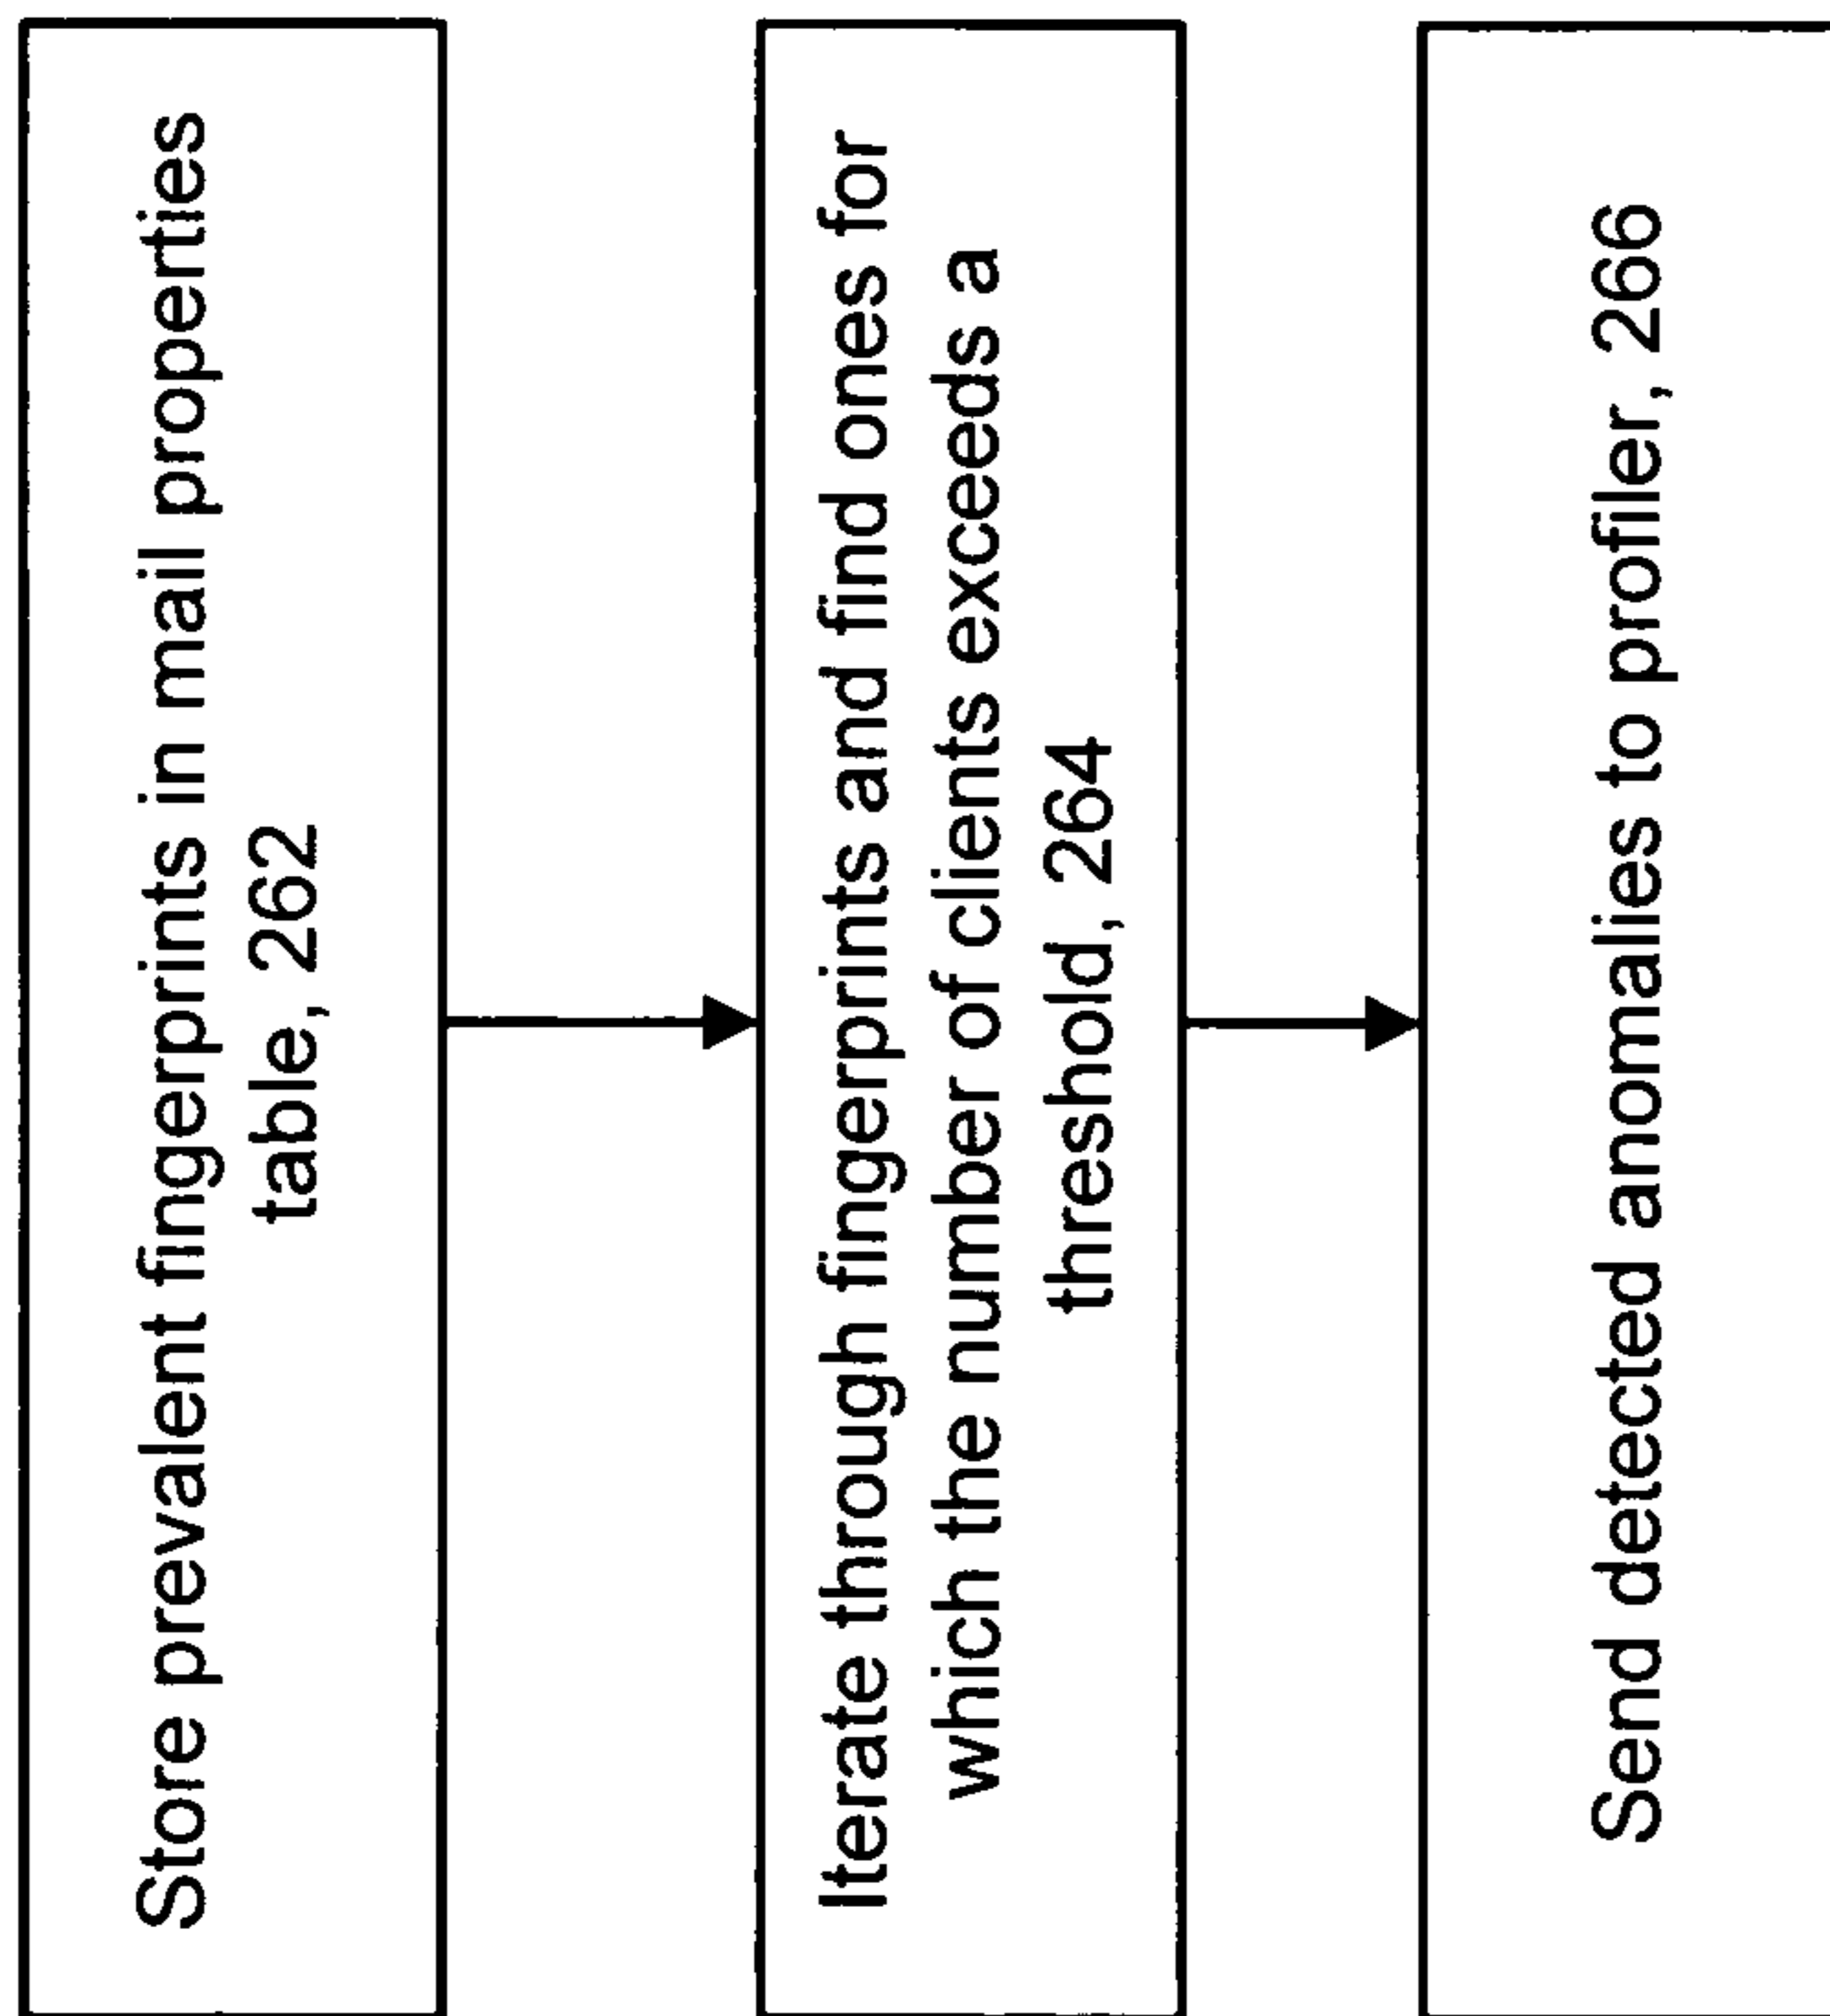 Store prevalent fingerprints in mail properties
table, 262
Iterate through fingerprints and find ones for
which the number of clients exceeds a
threshold, 264
Send detected anomalies to profiler, 266